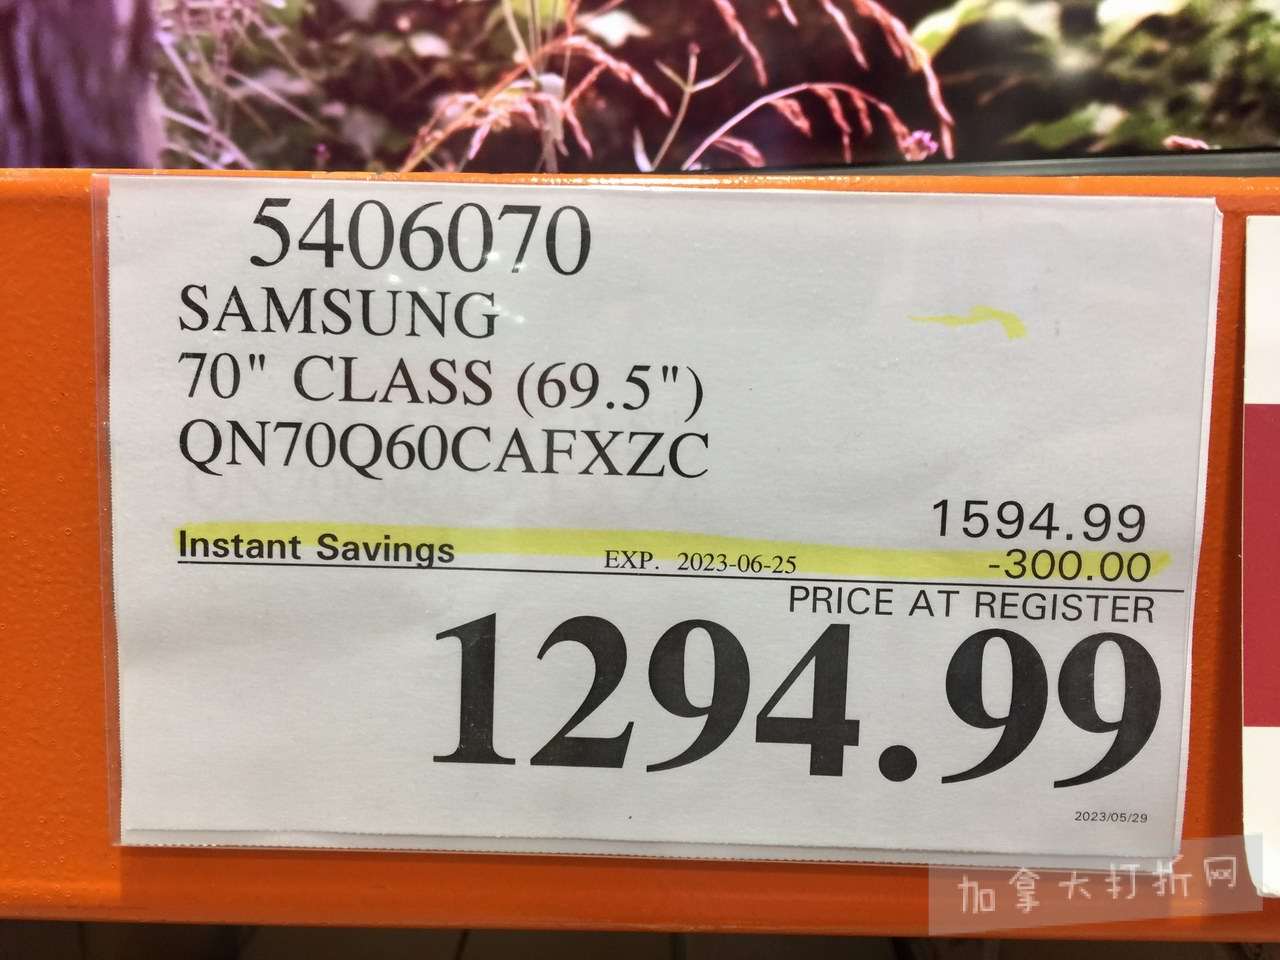 5406070
SAMSUNG
70" CLASS (69.5")
QN70Q60CAFXZC
1594.99
Instant Savings EXP. 2023-06-25 -300.00
PRICE AT REGISTER
1294.99
2023/05/29
加拿大打折网